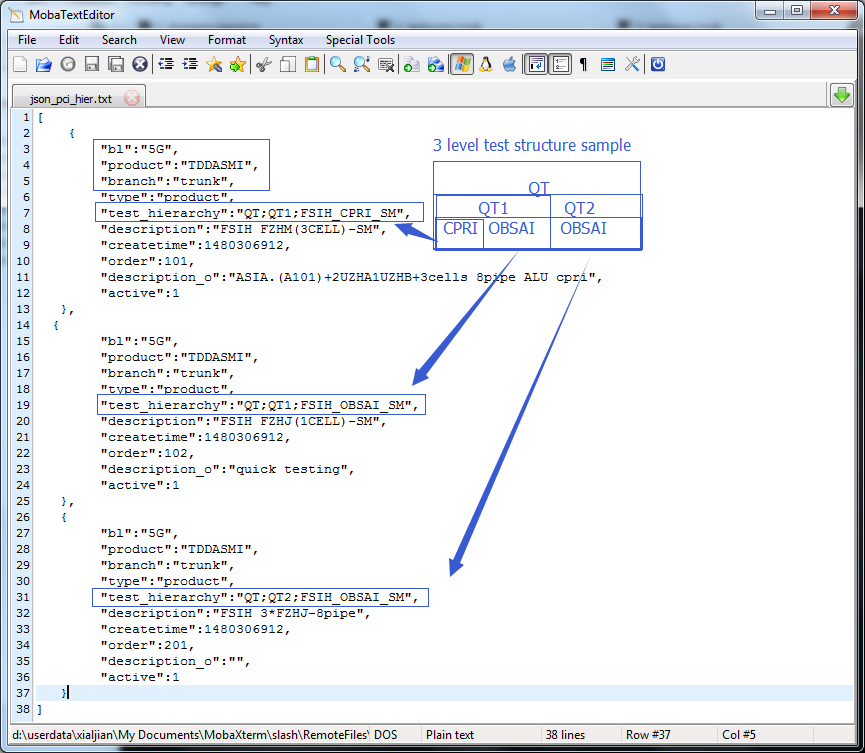 MobaTextEditor
File Edit Search View Format Syntax Special Tools
json_pci_hier.txt
1 [
2 {
3 "bl":"5G",
4 "product":"TDDASMI",
5 "branch":"trunk",
6 "type":"product",
7 "test_hierarchy":"QT;QT1;FSIH_CPRI_SM",
8 "description":"FSIH FZHM(3CELL)-SM",
9 "createtime":1480306912,
10 "order":101,
11 "description_o":"ASIA.(A101)+2UZHA1UZHB+3cells 8pipe ALU cpri",
12 "active":1
13 },
14 {
15 "bl":"5G",
16 "product":"TDDASMI",
17 "branch":"trunk",
18 "type":"product",
19 "test_hierarchy":"QT;QT1;FSIH_OBSAI_SM",
20 "description":"FSIH FZHJ(1CELL)-SM",
21 "createtime":1480306912,
22 "order":102,
23 "description_o":"quick testing",
24 "active":1
25 },
26 {
27 "bl":"5G",
28 "product":"TDDASMI",
29 "branch":"trunk",
30 "type":"product",
31 "test_hierarchy":"QT;QT2;FSIH_OBSAI_SM",
32 "description":"FSIH 3*FZHJ-8pipe",
33 "createtime":1480306912,
34 "order":201,
35 "description_o":"",
36 "active":1
37 }
38 ]
3 level test structure sample
QT
QT1 QT2
CPRI OBSAI OBSAI
d:\userdata\xialjian\My Documents\MobaXterm\slash\RemoteFiles\ DOS Plain text 38 lines Row #37 Col #5